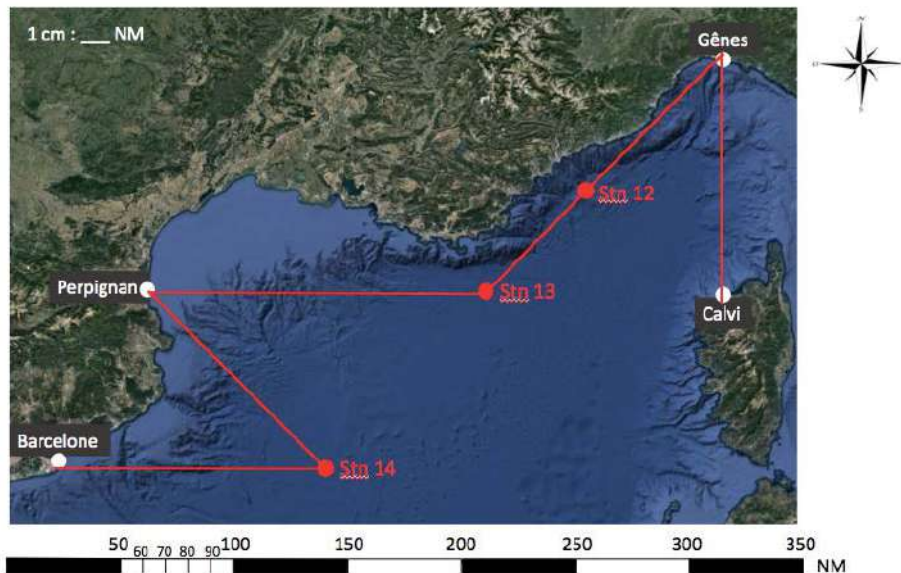 1 cm : ___ NM
Gênes
N
Stn 12
Perpignan
Stn 13
Calvi
Barcelone
Stn 14
50 60 70 80 90 100 150 200 250 300 350
NM